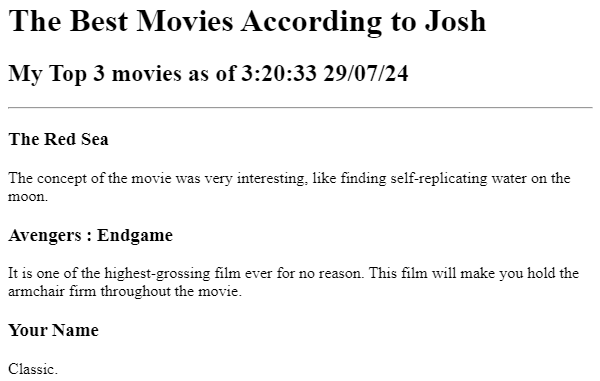 The Best Movies According to Josh
My Top 3 movies as of 3:20:33 29/07/24
The Red Sea
The concept of the movie was very interesting, like finding self-replicating water on the
moon.
Avengers : Endgame
It is one of the highest-grossing film ever for no reason. This film will make you hold the
armchair firm throughout the movie.
Your Name
Classic.